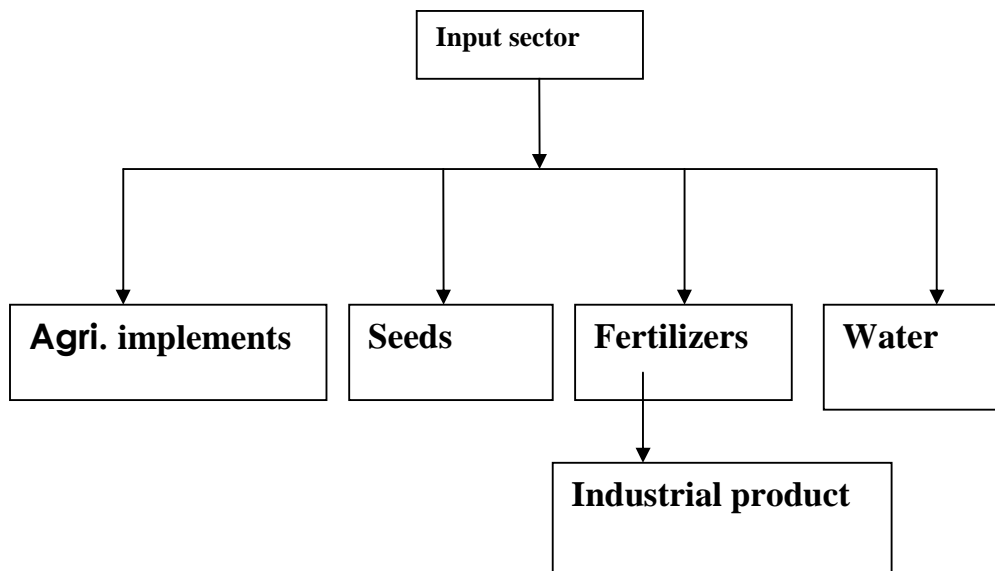 Input sector
Agri. implements
Seeds
Fertilizers
Water
Industrial product